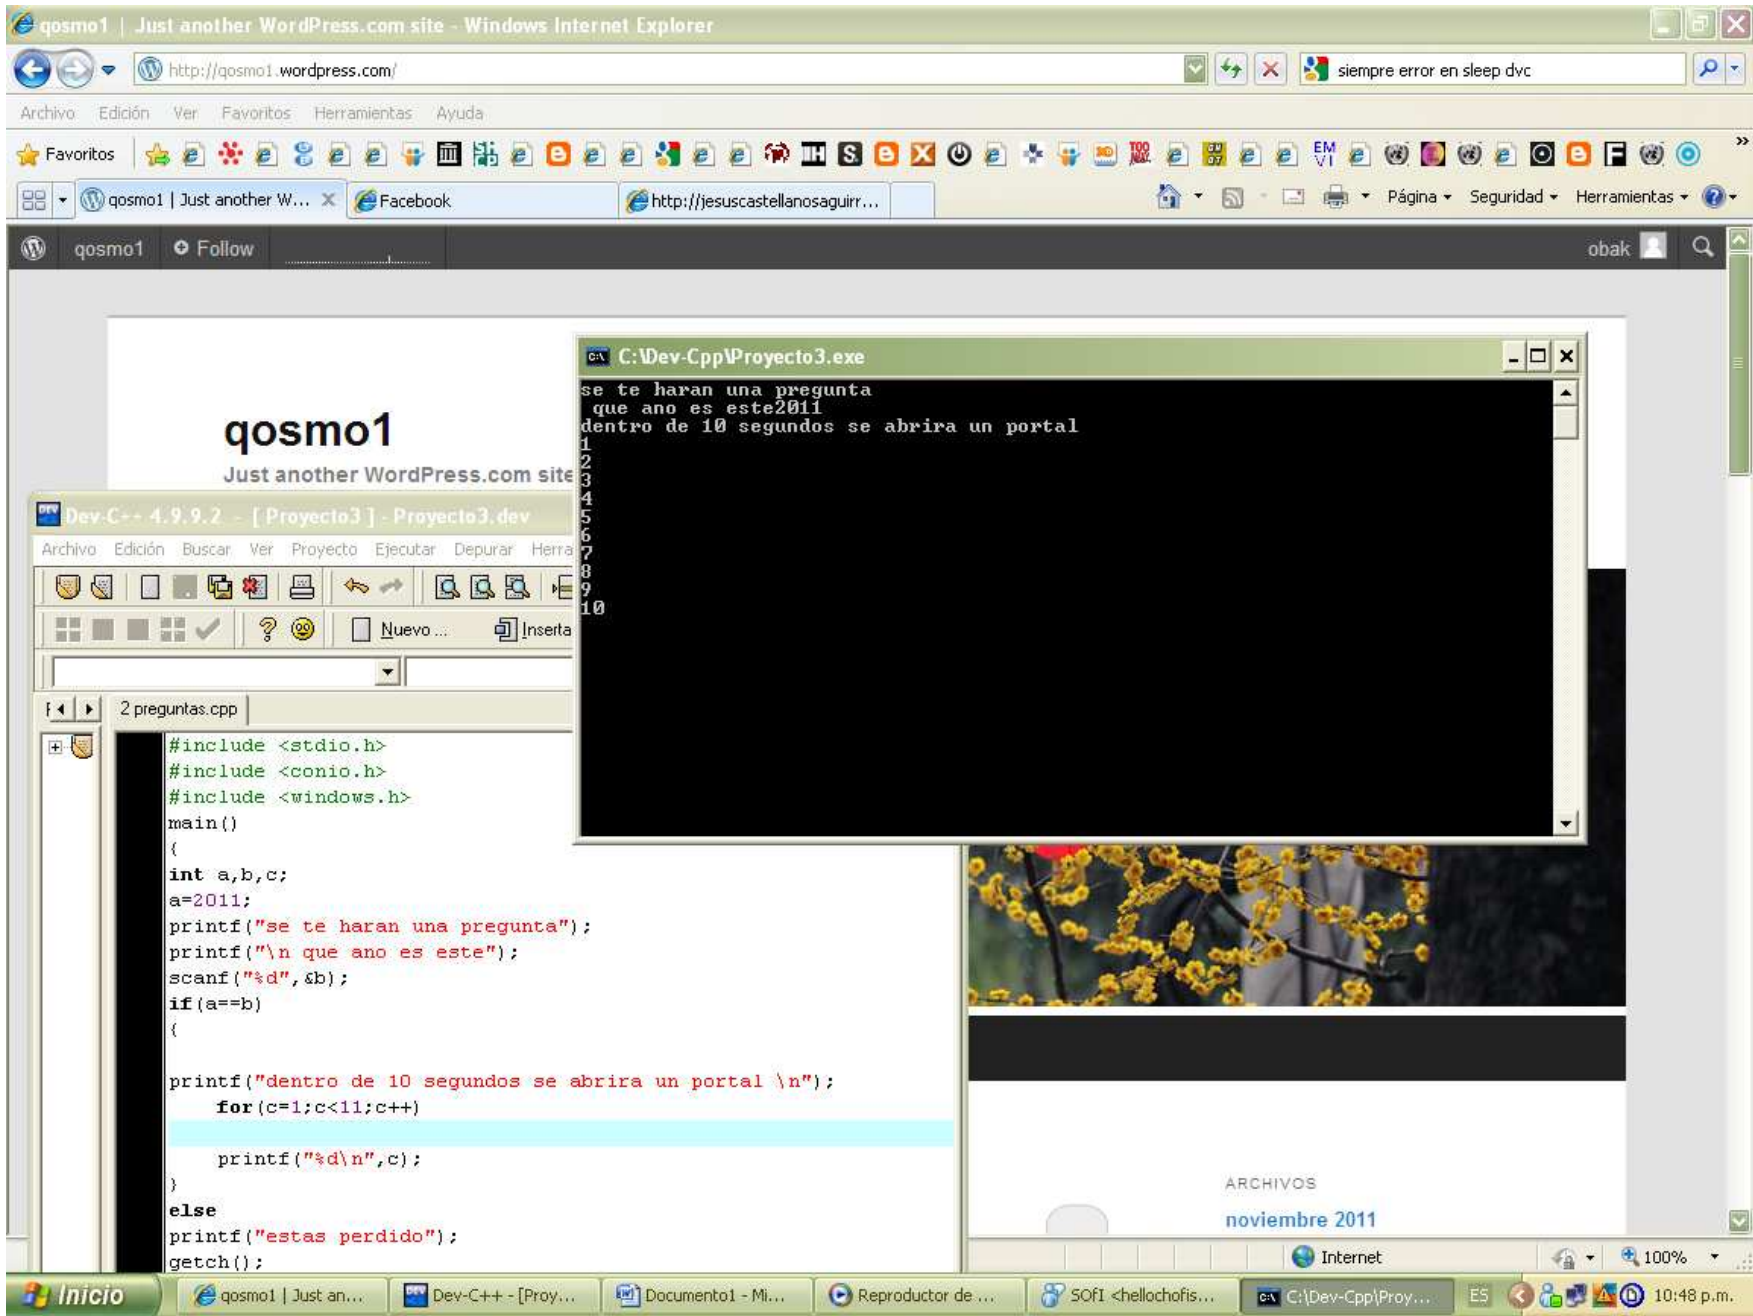 qosmo1 | Just another WordPress.com site - Windows Internet Explorer
http://qosmo1.wordpress.com/
siempre error en sleep dvc
Archivo Edición Ver Favoritos Herramientas Ayuda
Favoritos
qosmo1 | Just another W... Facebook http://jesuscastellanosaguirr...
Página Seguridad Herramientas
qosmo1 Follow
obak
qosmo1
Just another WordPress.com site
C:\Dev-Cpp\Proyecto3.exe
se te haran una pregunta
que ano es este2011
dentro de 10 segundos se abrira un portal
1
2
3
4
5
6
7
8
9
10
Dev-C++ 4.9.9.2 - [ Proyecto3 ] - Proyecto3.dev
Archivo Edición Buscar Ver Proyecto Ejecutar Depurar Herra
Nuevo ... Inserta
2 preguntas.cpp
#include <stdio.h>
#include <conio.h>
#include <windows.h>
main()
{
int a,b,c;
a=2011;
printf("se te haran una pregunta");
printf("\n que ano es este");
scanf("%d",&b);
if(a==b)
{
printf("dentro de 10 segundos se abrira un portal \n");
for(c=1;c<11;c++)
printf("%d\n",c);
}
else
printf("estas perdido");
getch();
ARCHIVOS
noviembre 2011
Internet
100%
Inicio
qosmo1 | Just an...
Dev-C++ - [Proy...
Documento1 - Mi...
Reproductor de ...
SOfI <hellochofis...
C:\Dev-Cpp\Proy...
ES
10:48 p.m.